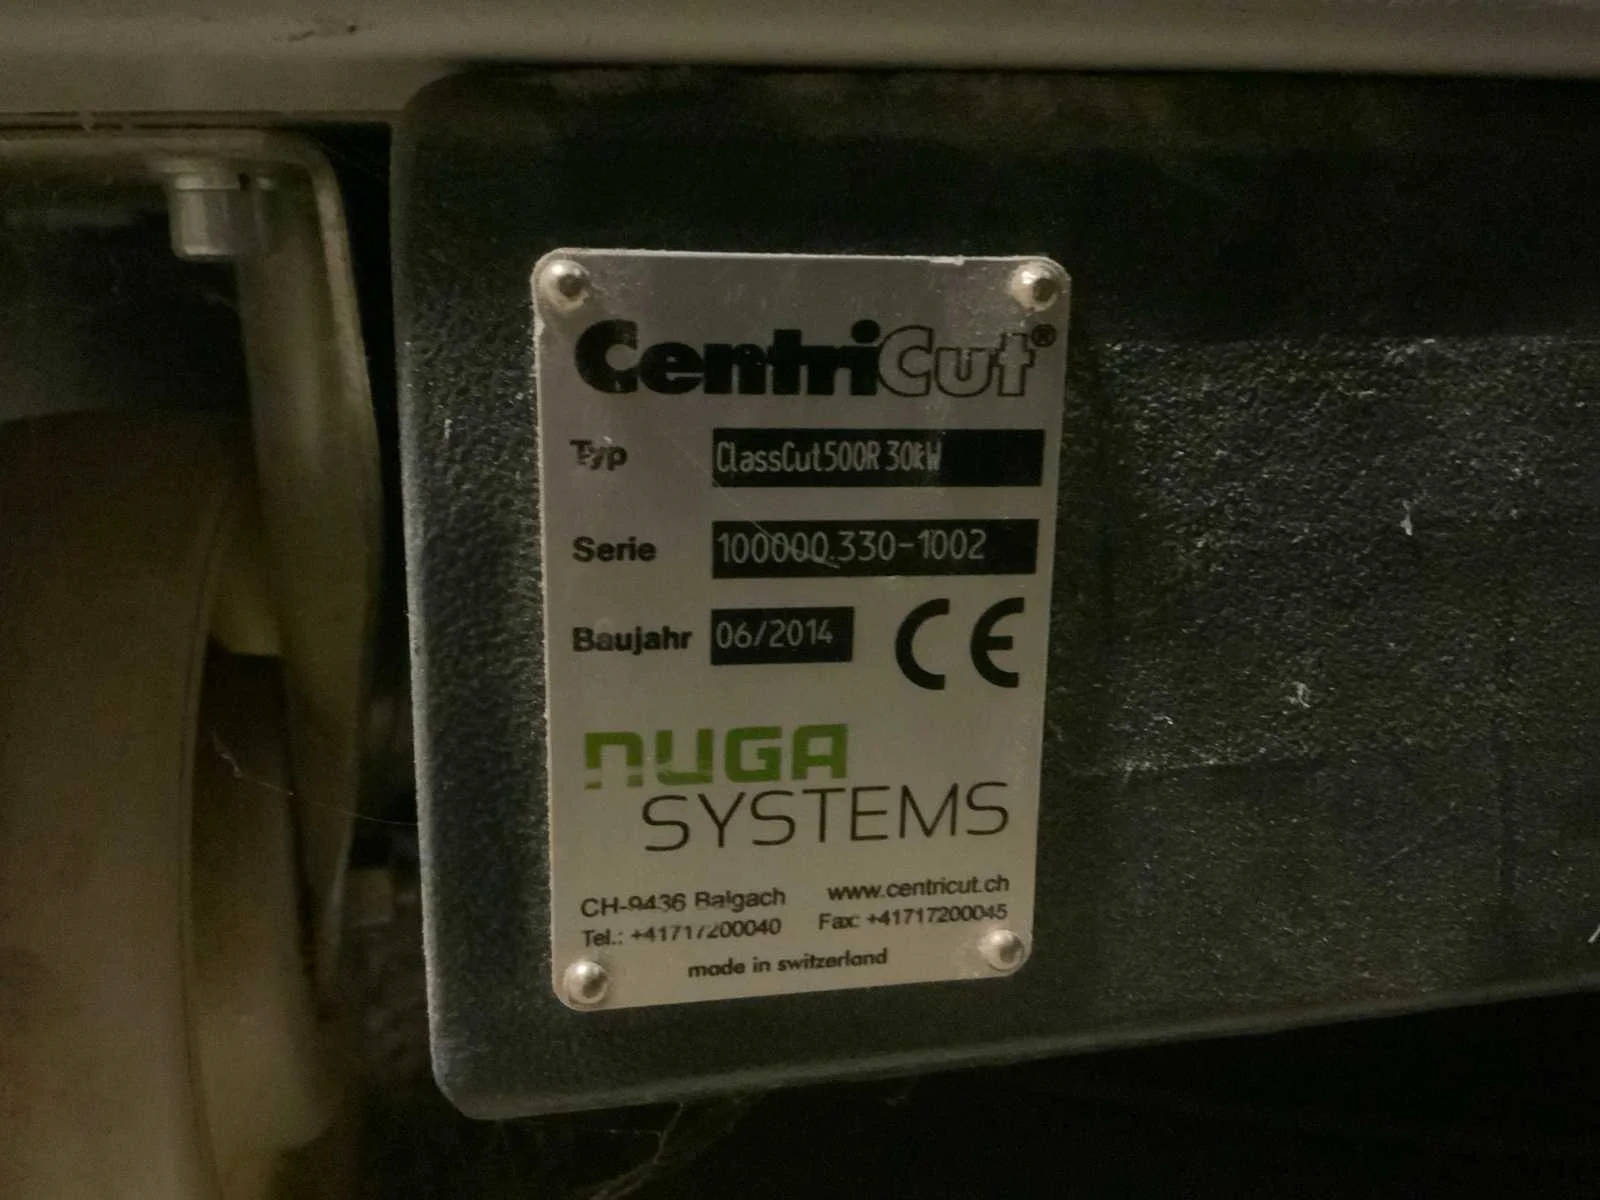 CentriCut®
Typ ClassCut500R 30kW
Serie 100000.330-1002
Baujahr 06/2014 CE
nuGA
SYSTEMS
CH-9436 Balgach www.centricut.ch
Tel.: +41717200040 Fax: +41717200045
made in switzerland